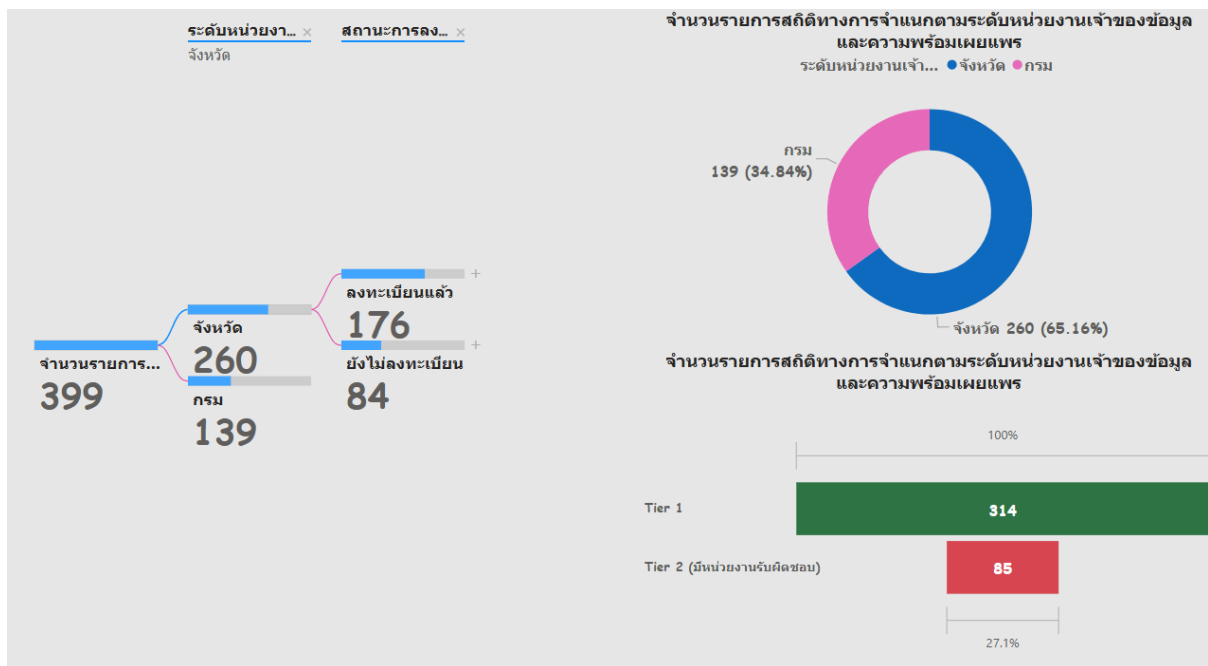 ระดับหน่วยงา... ×
สถานะการลง... ×
จังหวัด
ลงทะเบียนแล้ว
176
จังหวัด
260
ยังไม่ลงทะเบียน
84
จำนวนรายการ...
399
กรม
139
จำนวนรายการสถิติทางการจำแนกตามระดับหน่วยงานเจ้าของข้อมูล
และความพร้อมเผยแพร
ระดับหน่วยงานเจ้า... จังหวัด กรม
กรม
139 (34.84%)
จังหวัด 260 (65.16%)
จำนวนรายการสถิติทางการจำแนกตามระดับหน่วยงานเจ้าของข้อมูล
และความพร้อมเผยแพร
100%
Tier 1
314
Tier 2 (มีหน่วยงานรับผิดชอบ)
85
27.1%